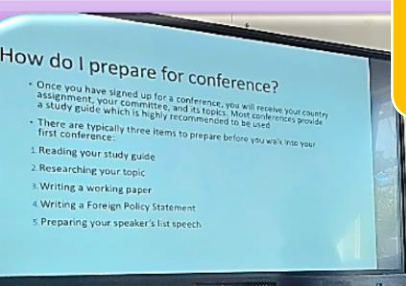 How do I prepare for conference?
• Once you have signed up for a conference, you will receive your country
assignment, your committee, and its topics. Most conferences provide
a study guide which is highly recommended to be used
• There are typically three items to prepare before you walk into your
first conference:
1. Reading your study guide
2. Researching your topic
3. Writing a working paper
4. Writing a Foreign Policy Statement
5. Preparing your speaker's list speech